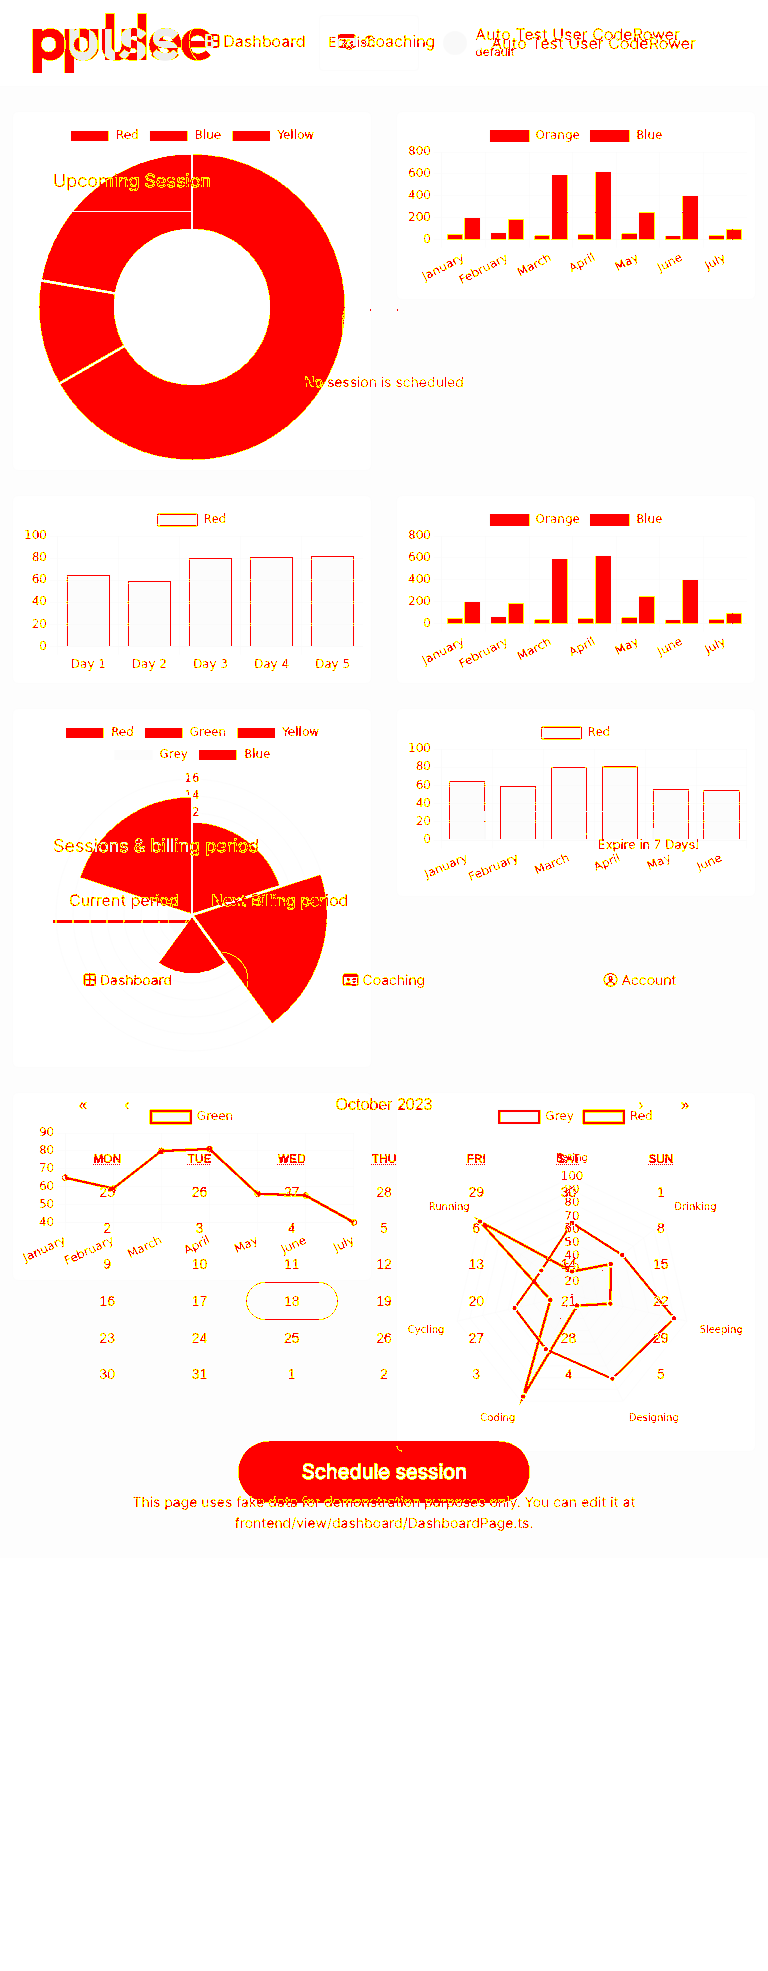 Dashboard Coaching
Auto Test User CodeRower
Auto Test User CodeRower
default
Red Blue Yellow
Upcoming Session
No session is scheduled
Orange Blue
800
600
400
200
0
January February March April May June July
Red
100
80
60
40
20
0
Day 1 Day 2 Day 3 Day 4 Day 5
Orange Blue
800
600
400
200
0
January February March April May June July
Red Green Yellow
Grey Blue
16
14
12
Sessions & billing period
Current period Next Billing period
Red
100
80
60
40
20
0
Expire in 7 Days!
January February March April May June
Dashboard Coaching Account
« ‹ October 2023 › »
Green
90
80
70
60
40
January February March April May June July
Grey Red
100
80
70
50
40
20
Running Drinking
Cycling Sleeping
Coding Designing
MON TUE WED THU FRI SAT SUN
25 26 27 28 29 30 1
2 3 4 5 6 8
9 10 11 12 13 14 15
16 17 18 19 20 21 22
23 24 25 26 27 28 29
30 31 1 2 3 4 5
Schedule session
This page uses fake data for demonstration purposes only. You can edit it at
frontend/view/dashboard/DashboardPage.ts.